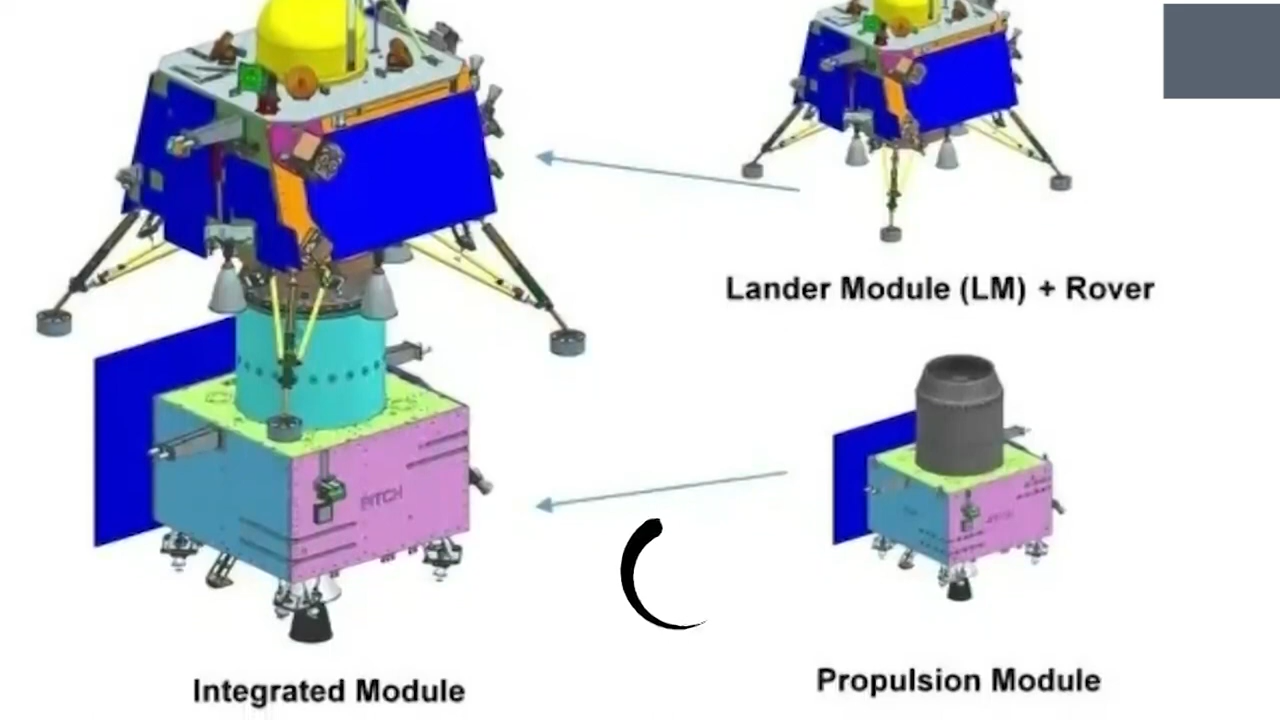 Lander Module (LM) + Rover
PITCH
Integrated Module
Propulsion Module